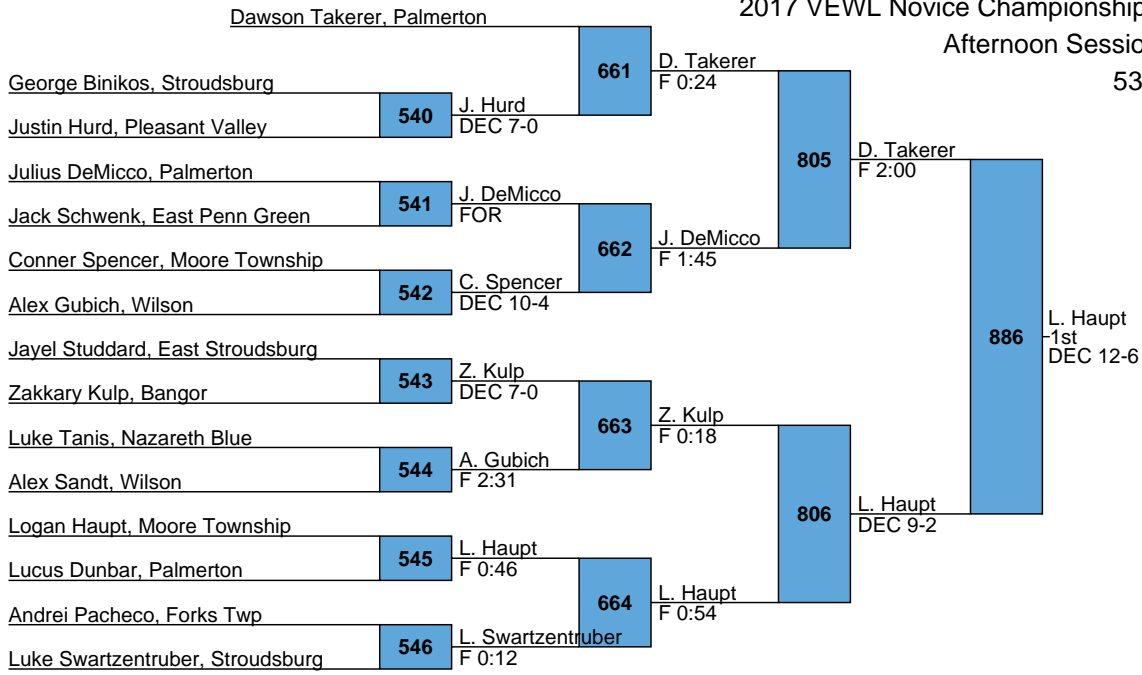 2017 VEWL Novice Championship
Afternoon Sessio
53
Dawson Takerer, Palmerton
George Binikos, Stroudsburg
Justin Hurd, Pleasant Valley
Julius DeMicco, Palmerton
Jack Schwenk, East Penn Green
Conner Spencer, Moore Township
Alex Gubich, Wilson
Jayel Studdard, East Stroudsburg
Zakkary Kulp, Bangor
Luke Tanis, Nazareth Blue
Alex Sandt, Wilson
Logan Haupt, Moore Township
Lucus Dunbar, Palmerton
Andrei Pacheco, Forks Twp
Luke Swartzentruber, Stroudsburg
540
541
542
543
544
545
546
J. Hurd
DEC 7-0
J. DeMicco
FOR
C. Spencer
DEC 10-4
Z. Kulp
DEC 7-0
A. Gubich
F 2:31
L. Haupt
F 0:46
L. Swartzentruber
F 0:12
661
662
663
664
D. Takerer
F 0:24
J. DeMicco
F 1:45
Z. Kulp
F 0:18
L. Haupt
F 0:54
805
806
D. Takerer
F 2:00
L. Haupt
DEC 9-2
886
L. Haupt
1st
DEC 12-6